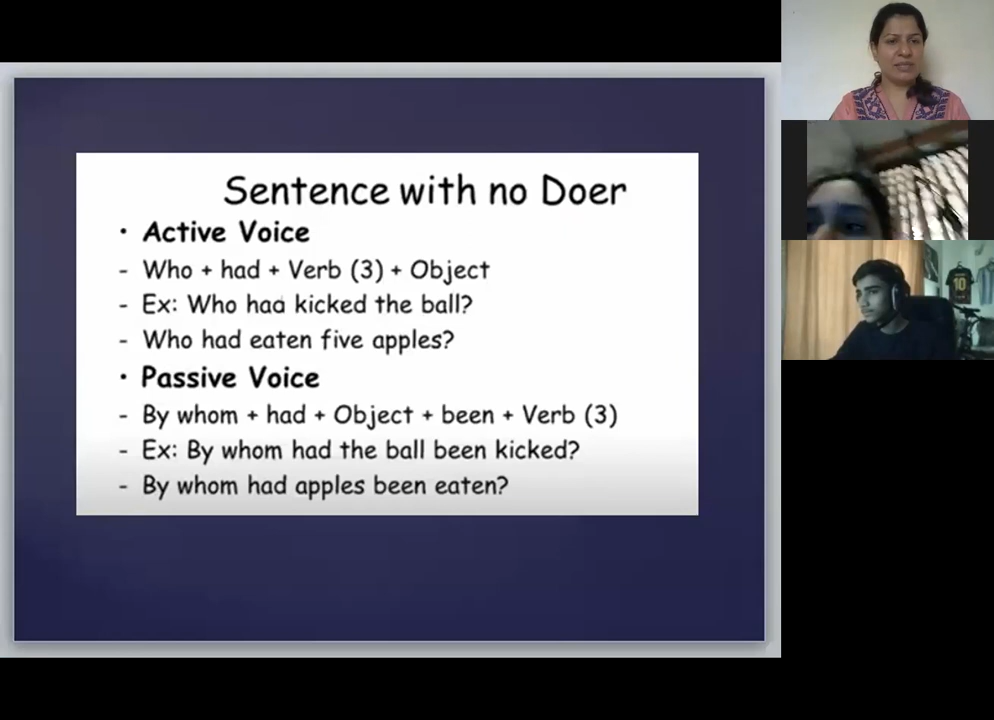 Sentence with no Doer
• Active Voice
- Who + had + Verb (3) + Object
- Ex: Who had kicked the ball?
- Who had eaten five apples?
• Passive Voice
- By whom + had + Object + been + Verb (3)
- Ex: By whom had the ball been kicked?
- By whom had apples been eaten?
10